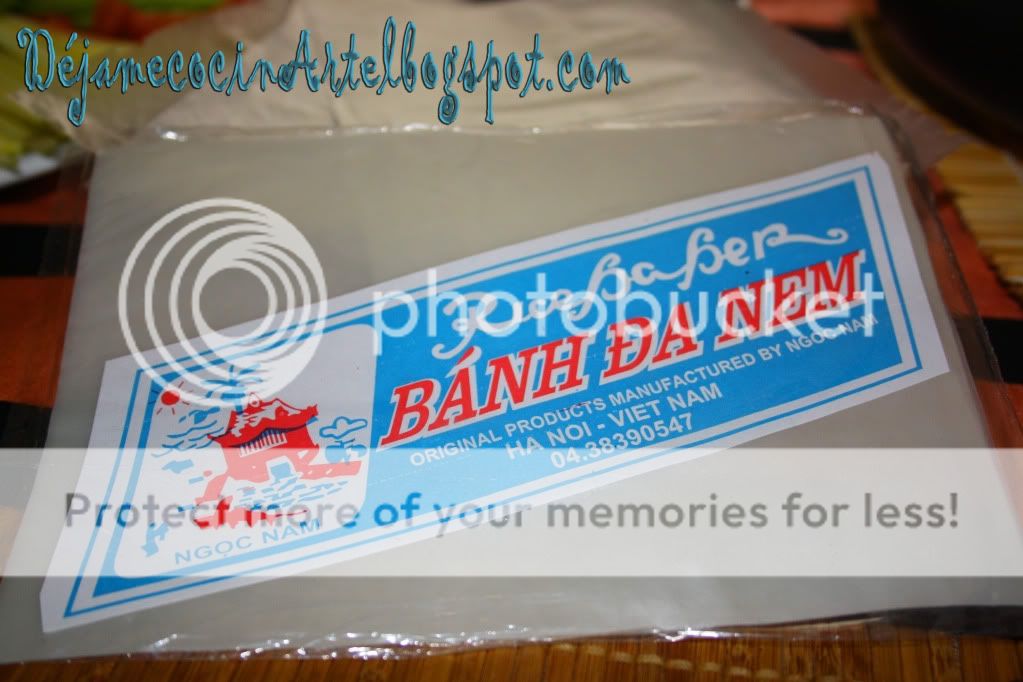 DéjamecocinArtelbogspot.com
photobucket
Rice paper
BÁNH ĐA NEM
ORIGINAL PRODUCTS MANUFACTURED BY NGOC NAM
HA NOI - VIET NAM
04.38390547
NGỌC NAM
Protect more of your memories for less!